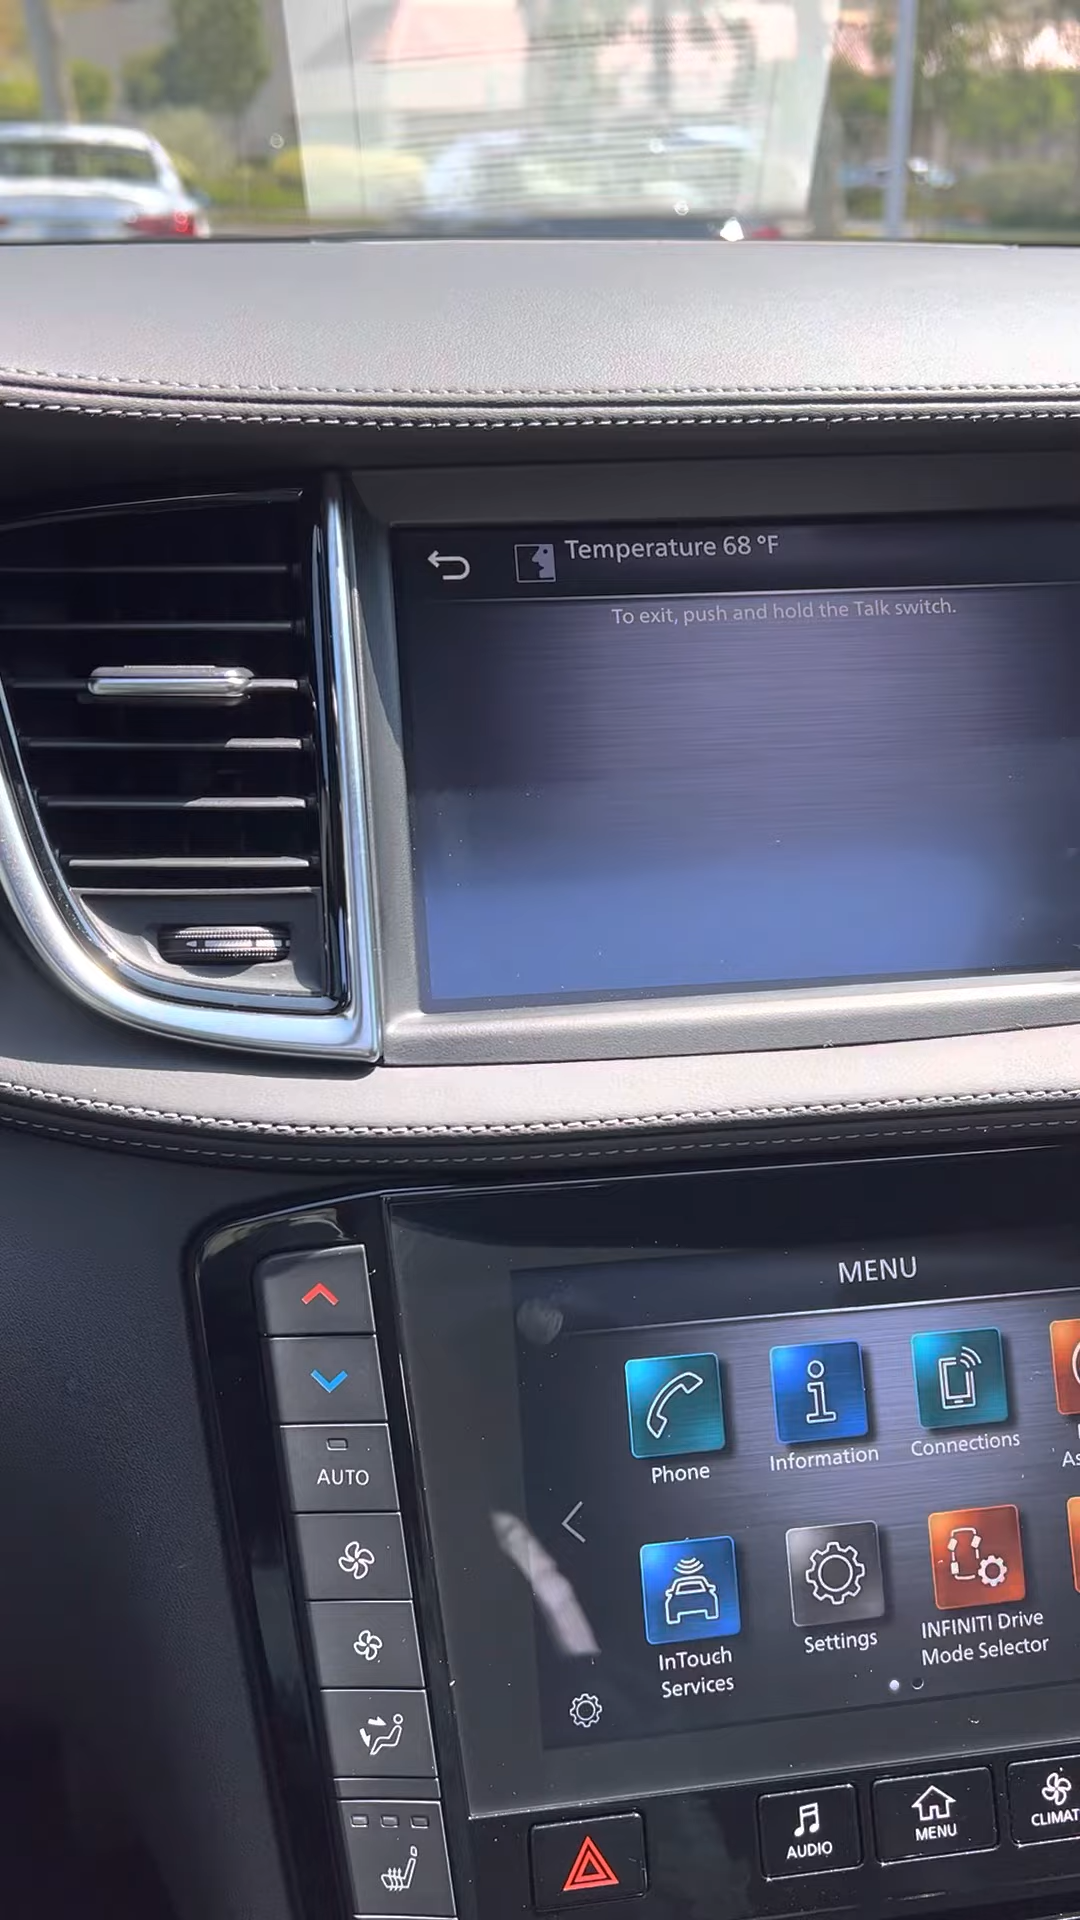 Temperature 68 °F
To exit, push and hold the Talk switch.
MENU
Phone
Information
Connections
InTouch
Services
Settings
INFINITI Drive
Mode Selector
AUTO
AUDIO
MENU